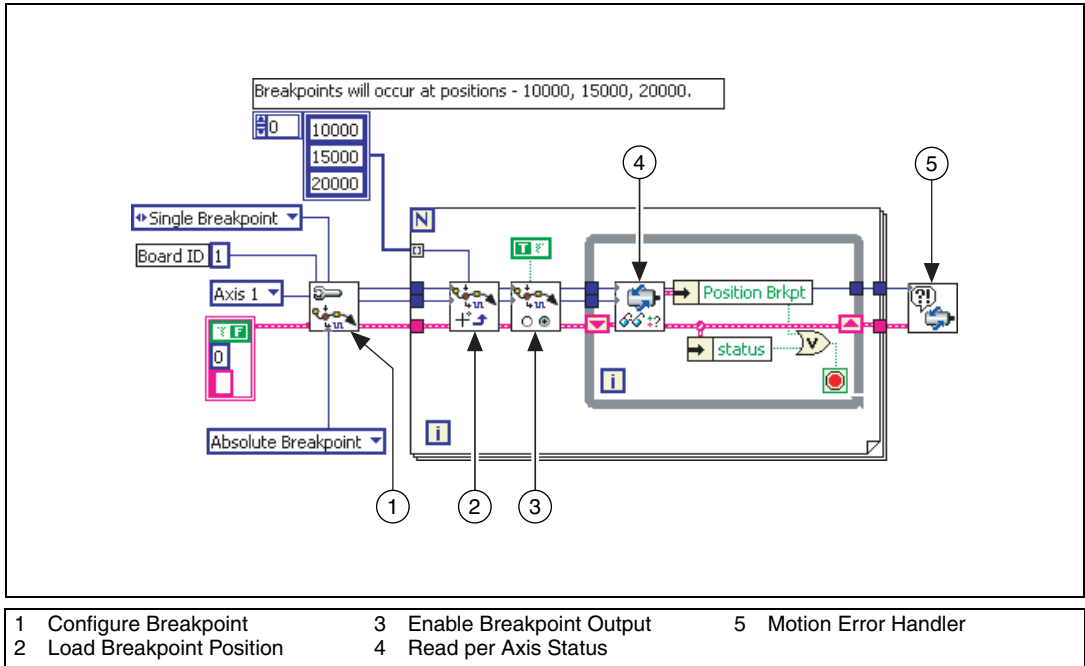 Breakpoints will occur at positions - 10000, 15000, 20000.
0
10000
15000
20000
4
5
Single Breakpoint
N
Board ID 1
T
Axis 1
Position Brkpt
F
0
status
i
i
Absolute Breakpoint
1
2
3
1 Configure Breakpoint
2 Load Breakpoint Position
3 Enable Breakpoint Output
4 Read per Axis Status
5 Motion Error Handler